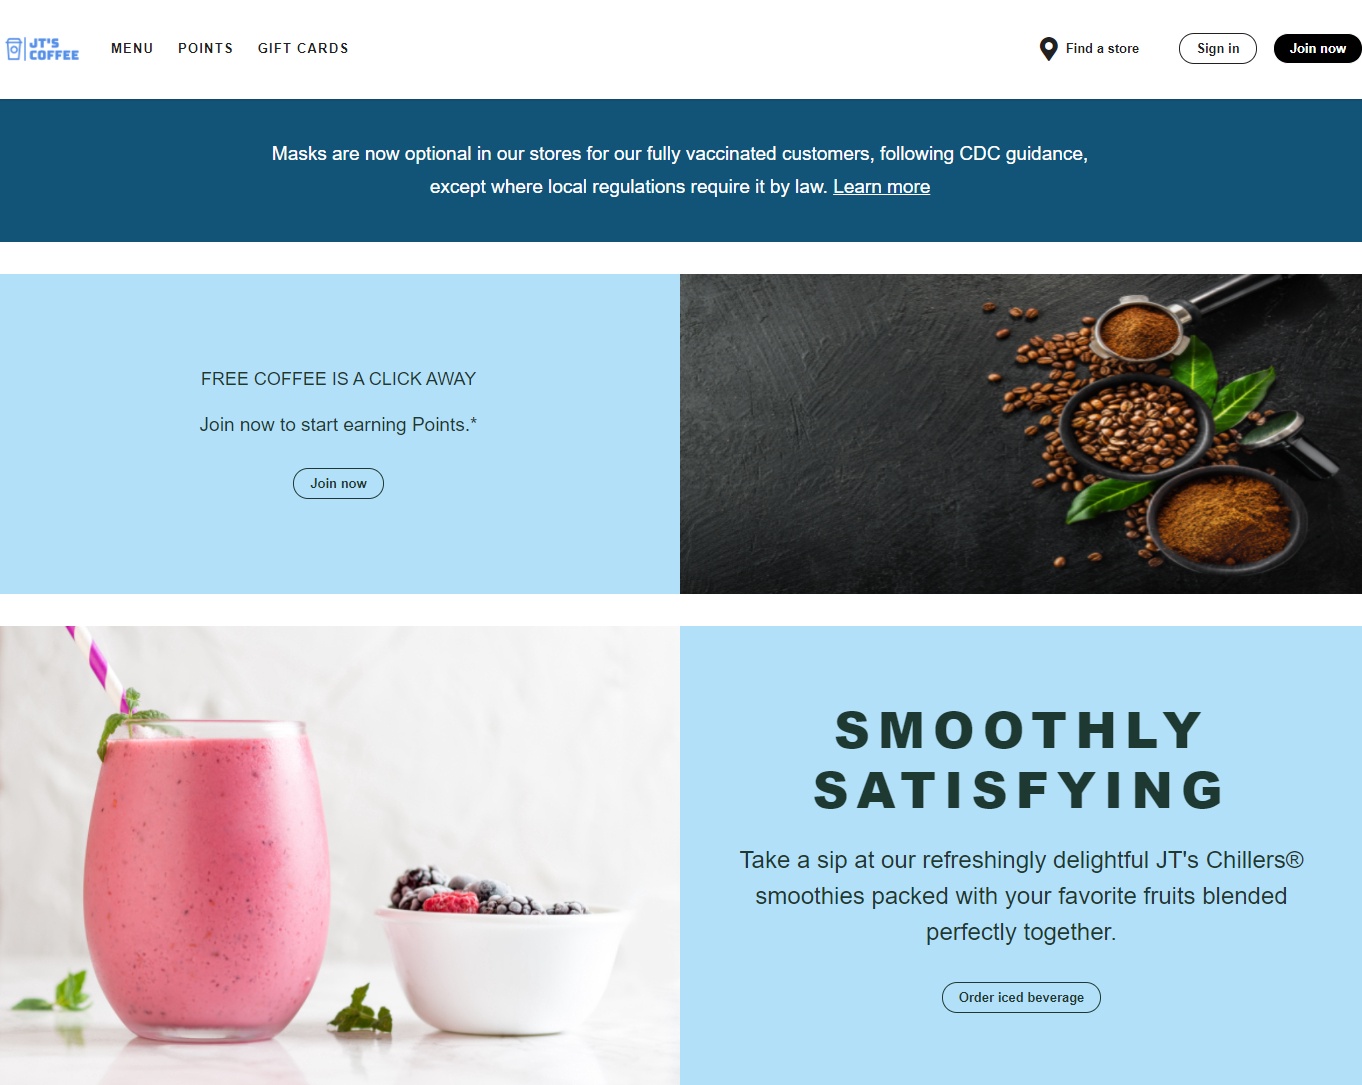 JT'S
COFFEE
MENU
POINTS
GIFT CARDS
Find a store
Sign in
Join now
Masks are now optional in our stores for our fully vaccinated customers, following CDC guidance,
except where local regulations require it by law. Learn more
FREE COFFEE IS A CLICK AWAY
Join now to start earning Points.*
Join now
SMOOTHLY
SATISFYING
Take a sip at our refreshingly delightful JT's Chillers®
smoothies packed with your favorite fruits blended
perfectly together.
Order iced beverage